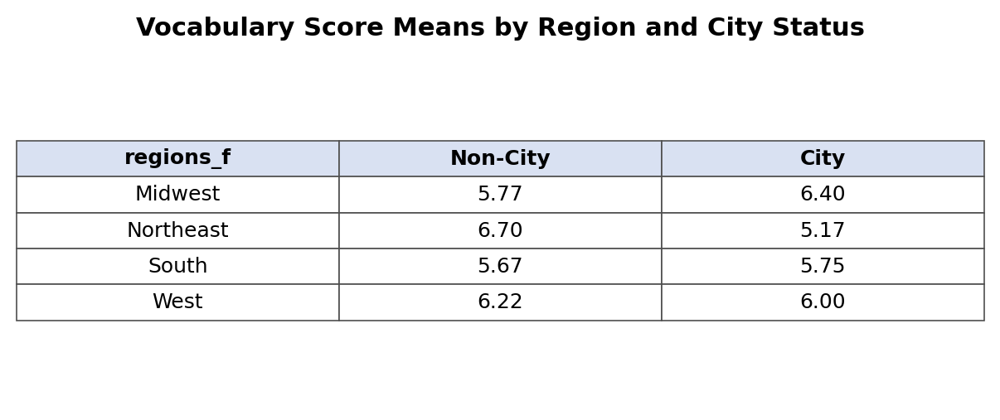 Vocabulary Score Means by Region and City Status
regions_f Non-City City
Midwest 5.77 6.40
Northeast 6.70 5.17
South 5.67 5.75
West 6.22 6.00